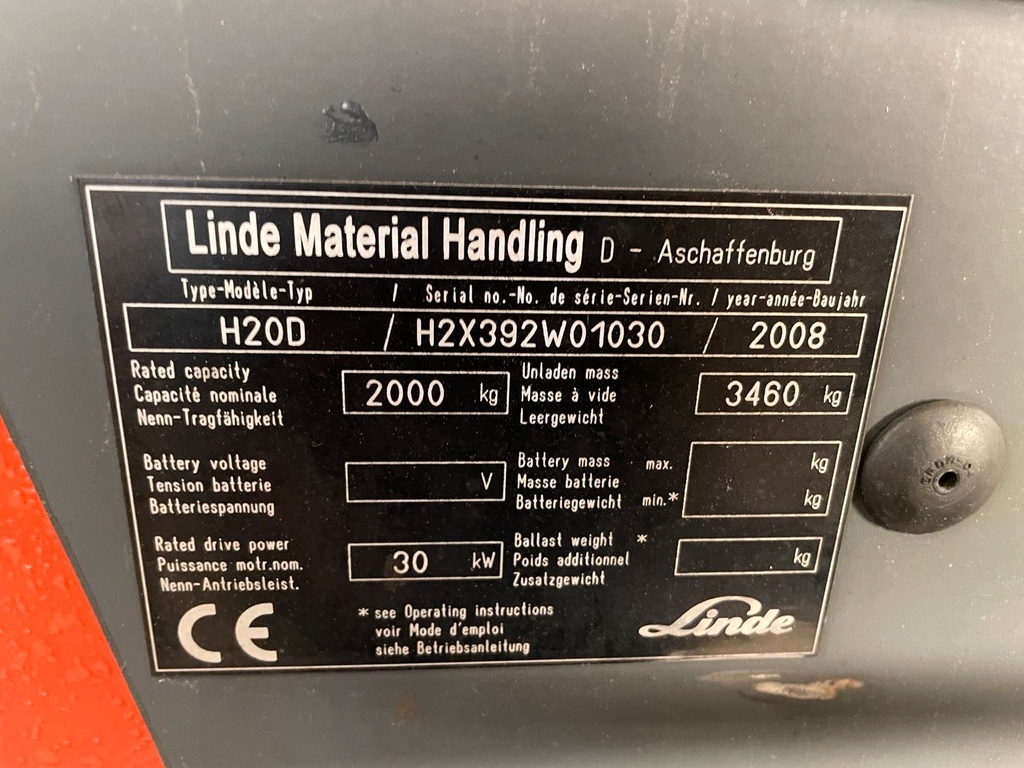 Linde Material Handling D - Aschaffenburg
Type-Modèle-Typ / Serial no.-No. de série-Serien-Nr. / year-année-Baujahr
H20D / H2X392W01030 / 2008
Rated capacity
Capacité nominale
Nenn-Tragfähigkeit
2000 kg
Unladen mass
Masse à vide
Leergewicht
3460 kg
Battery voltage
Tension batterie
Batteriespannung
V
Battery mass max. kg
Masse batterie
Batteriegewicht min.* kg
Rated drive power
Puissance motr.nom.
Nenn-Antriebsleist.
30 kW
Ballast weight *
Poids additionnel
Zusatzgewicht
kg
CE
* see Operating instructions
voir Mode d'emploi
siehe Betriebsanleitung
Linde